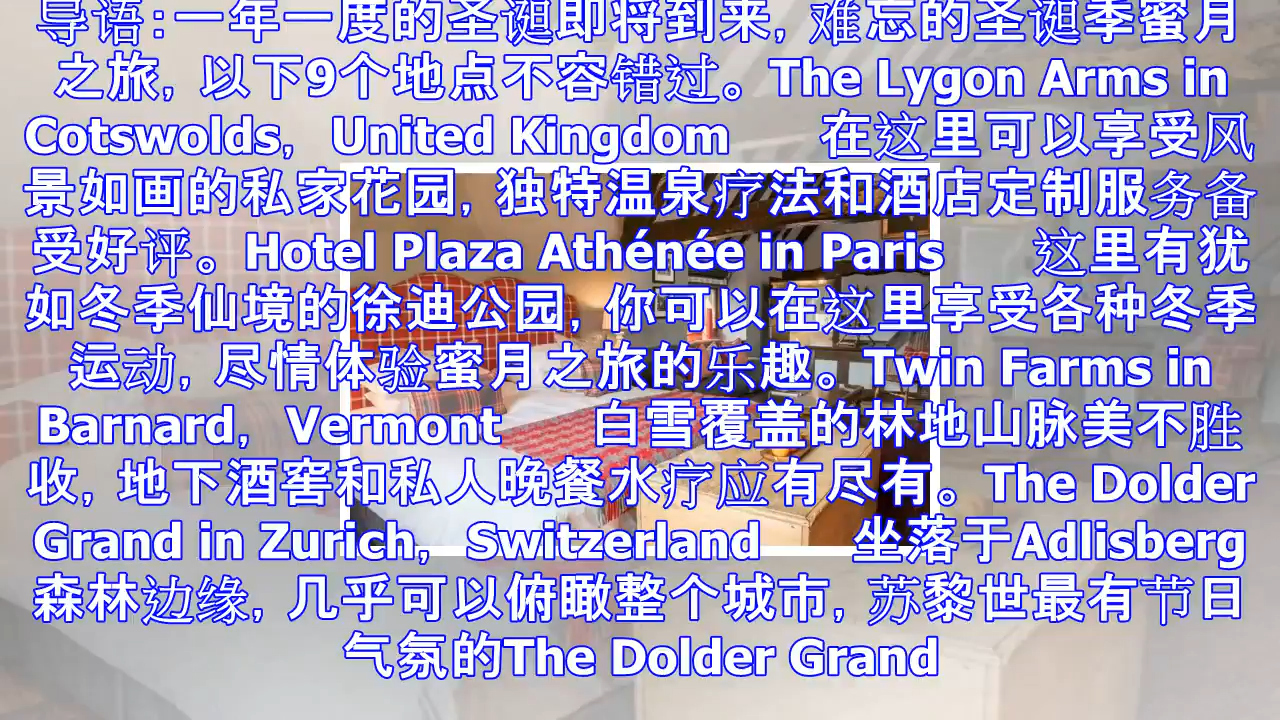 导语:一年一度的圣诞即将到来, 难忘的圣诞季蜜月
之旅, 以下9个地点不容错过。The Lygon Arms in
Cotswolds, United Kingdom 在这里可以享受风
景如画的私家花园, 独特温泉疗法和酒店定制服务备
受好评。Hotel Plaza Athénée in Paris 这里有犹
如冬季仙境的徐迪公园, 你可以在这里享受各种冬季
运动, 尽情体验蜜月之旅的乐趣。Twin Farms in
Barnard, Vermont 白雪覆盖的林地山脉美不胜
收, 地下酒窖和私人晚餐水疗应有尽有。The Dolder
Grand in Zurich, Switzerland 坐落于Adlisberg
森林边缘, 几乎可以俯瞰整个城市, 苏黎世最有节日
气氛的The Dolder Grand